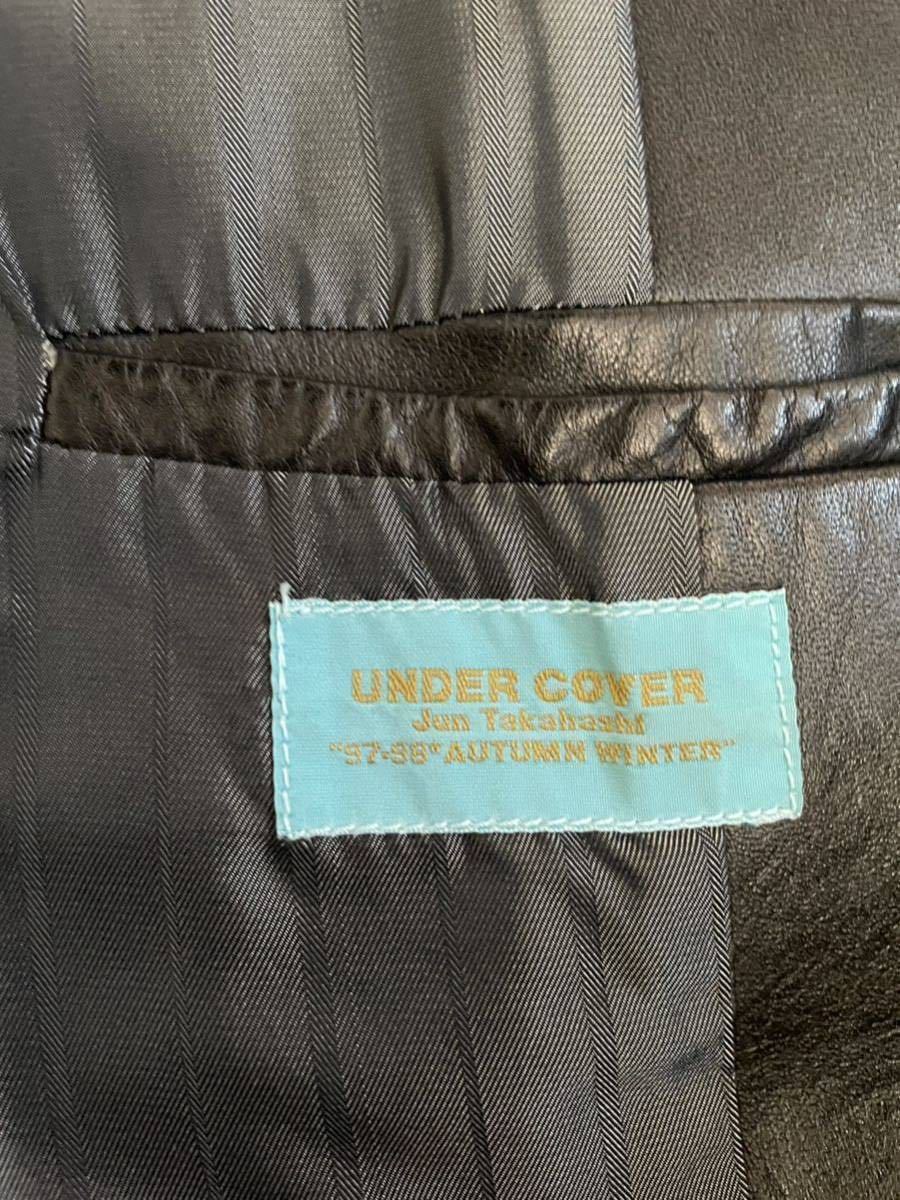 UNDER COVER
Jun Takahashi
"97-98"AUTUMN WINTER"